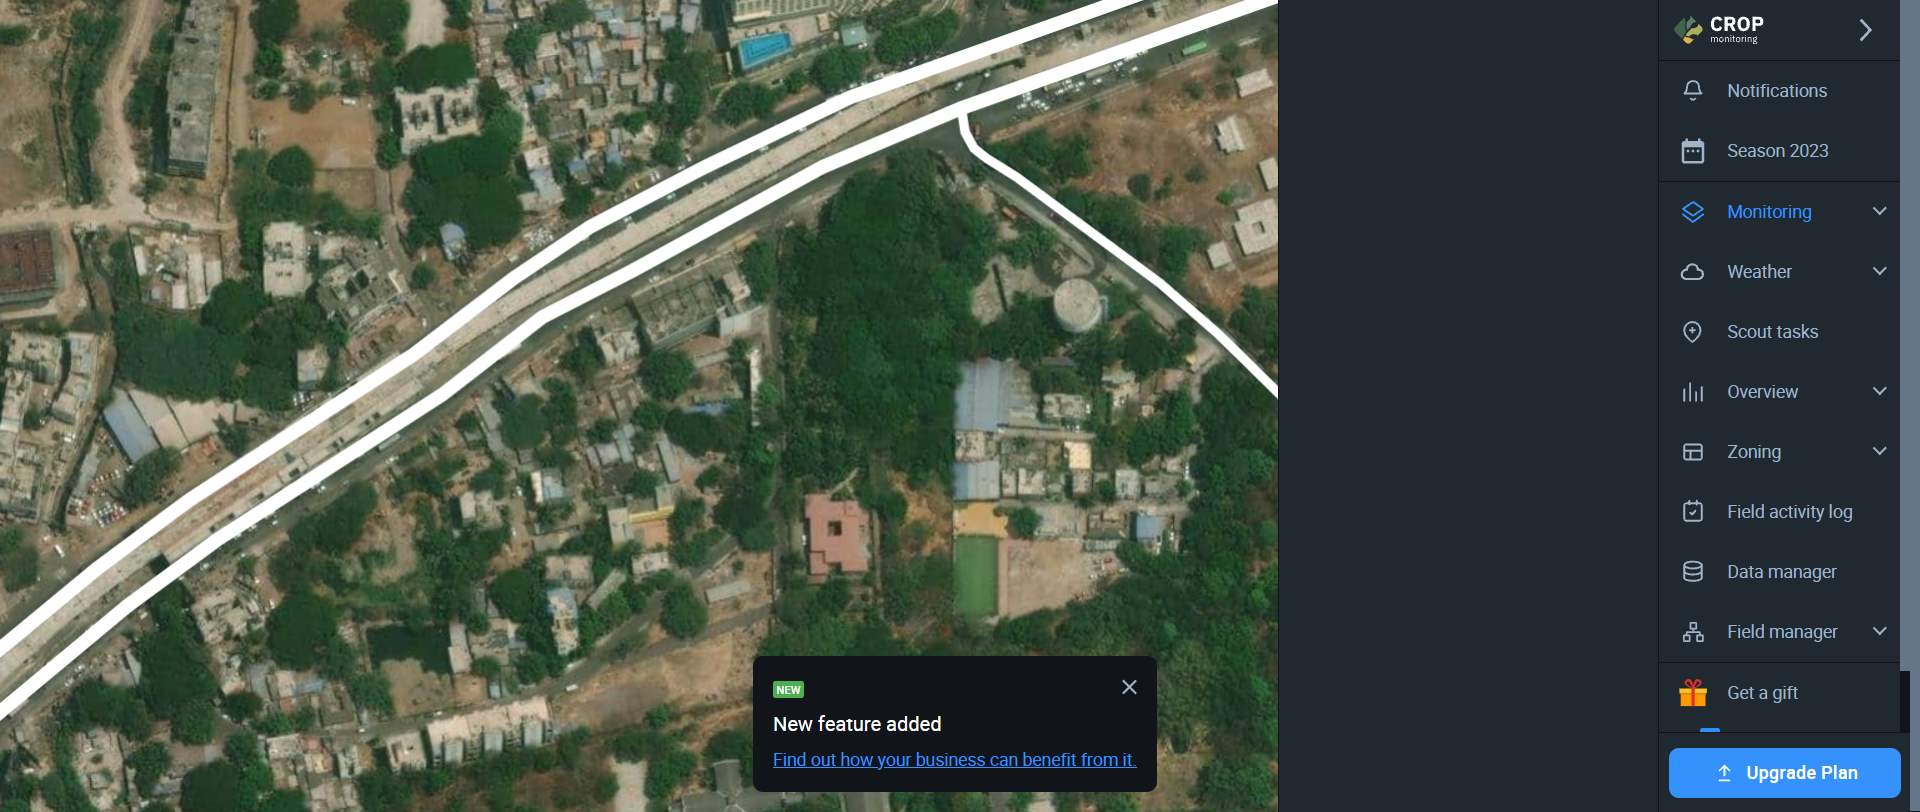 CROP
monitoring
Notifications
Season 2023
Monitoring
Weather
Scout tasks
Overview
Zoning
Field activity log
Data manager
Field manager
Get a gift
Upgrade Plan
NEW
New feature added
Find out how your business can benefit from it.